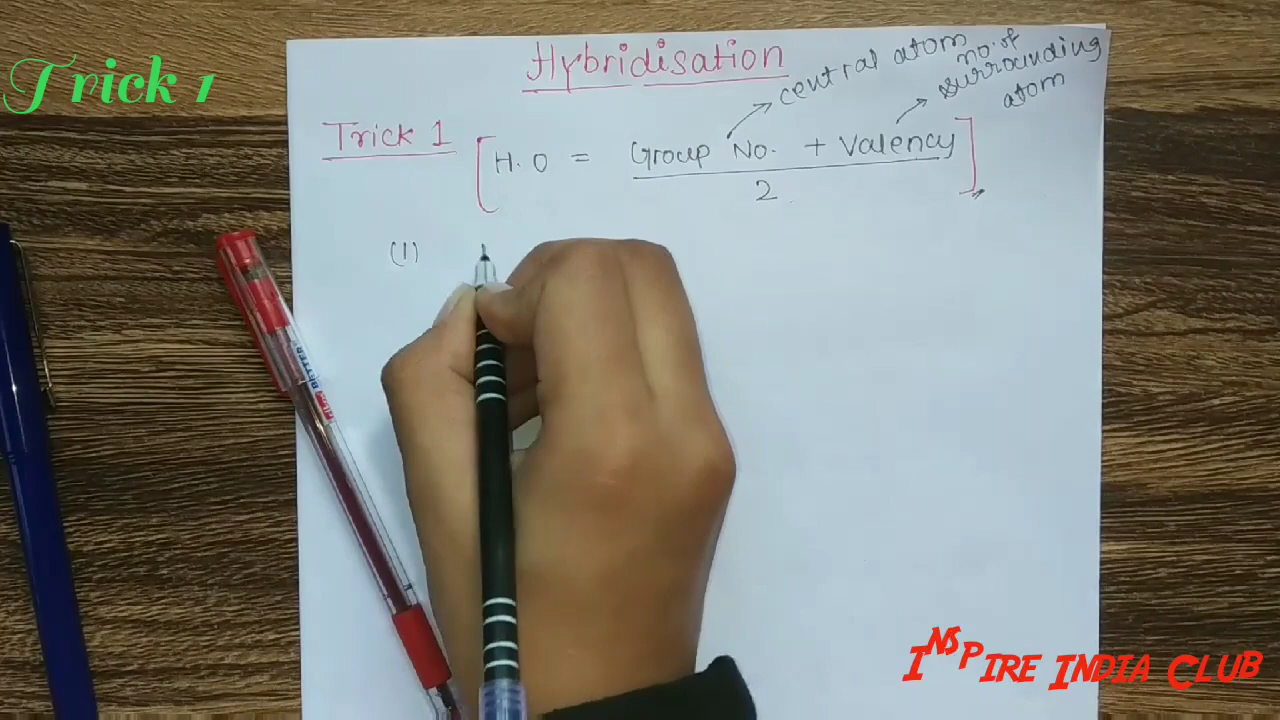 Trick 1
Hybridisation
central atom
no. of
surrounding
atom
Trick 1 [H.O = Group No. + Valency]
2
(1)
INSPIRE INDIA CLUB